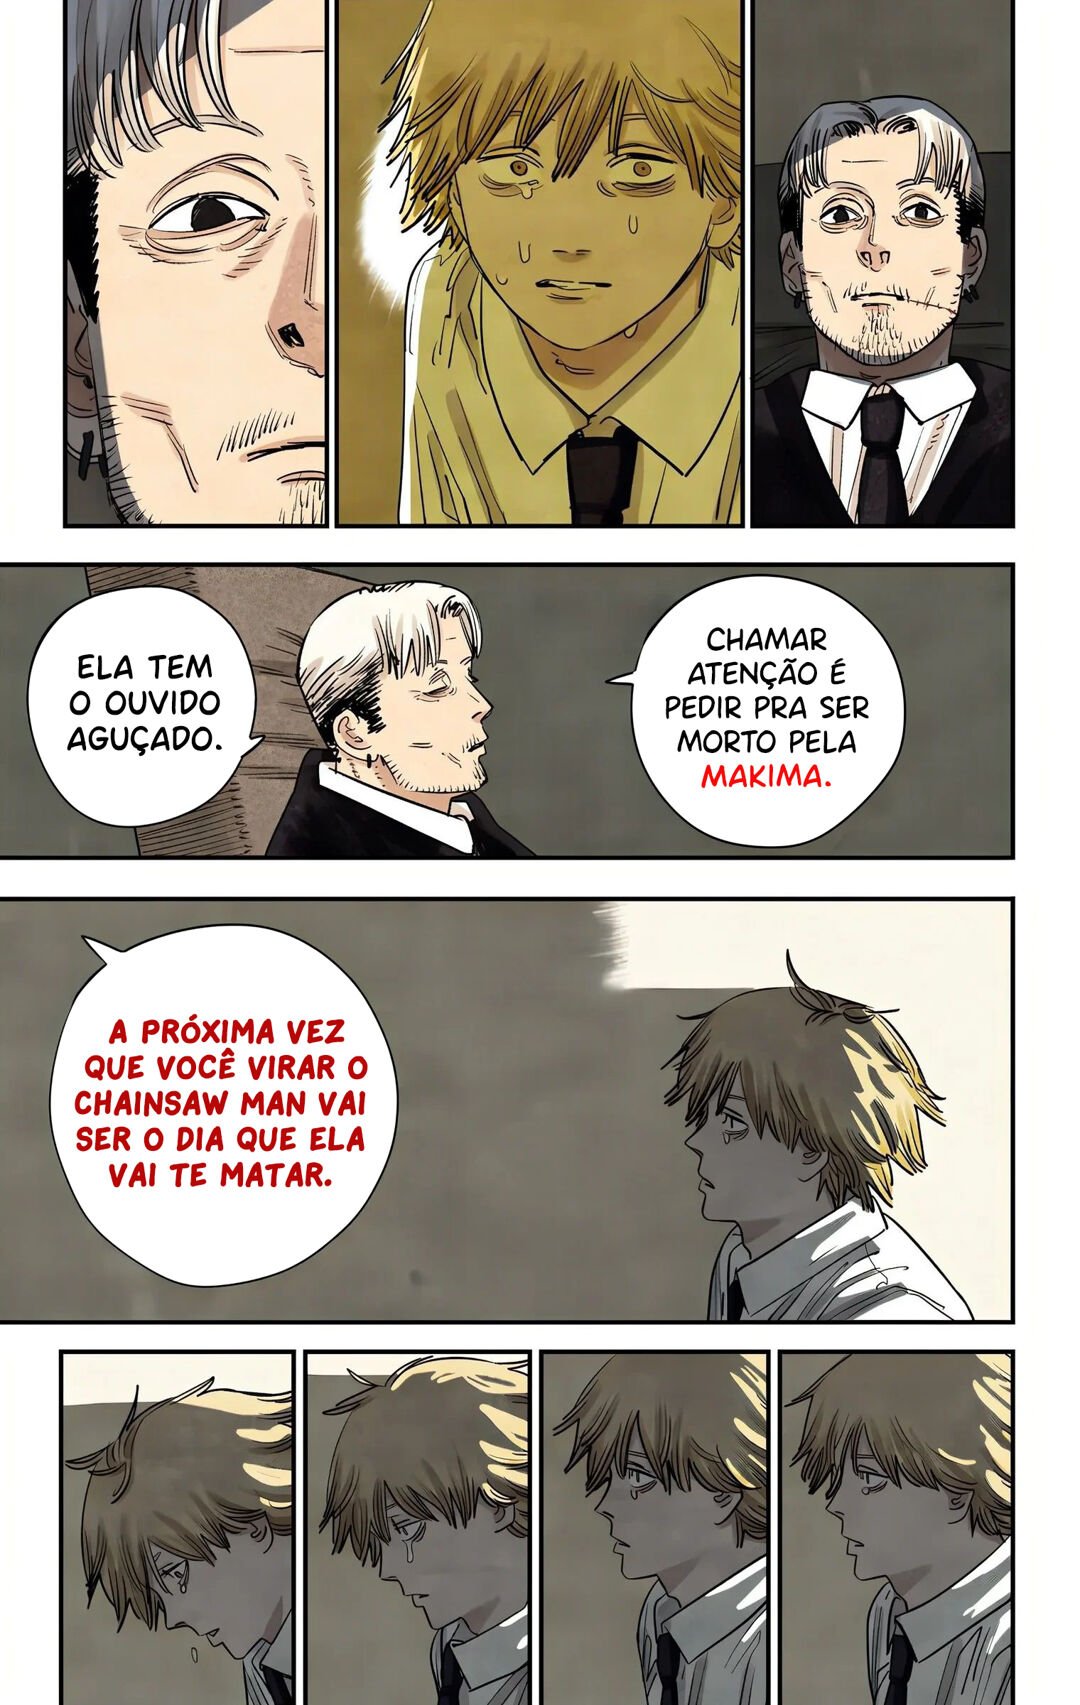 CHAMAR
ATENÇÃO É
PEDIR PRA SER
MORTO PELA
MAKIMA.
ELA TEM
O OUVIDO
AGUÇADO.
A PRÓXIMA VEZ
QUE VOCÊ VIRAR O
CHAINSAW MAN VAI
SER O DIA QUE ELA
VAI TE MATAR.